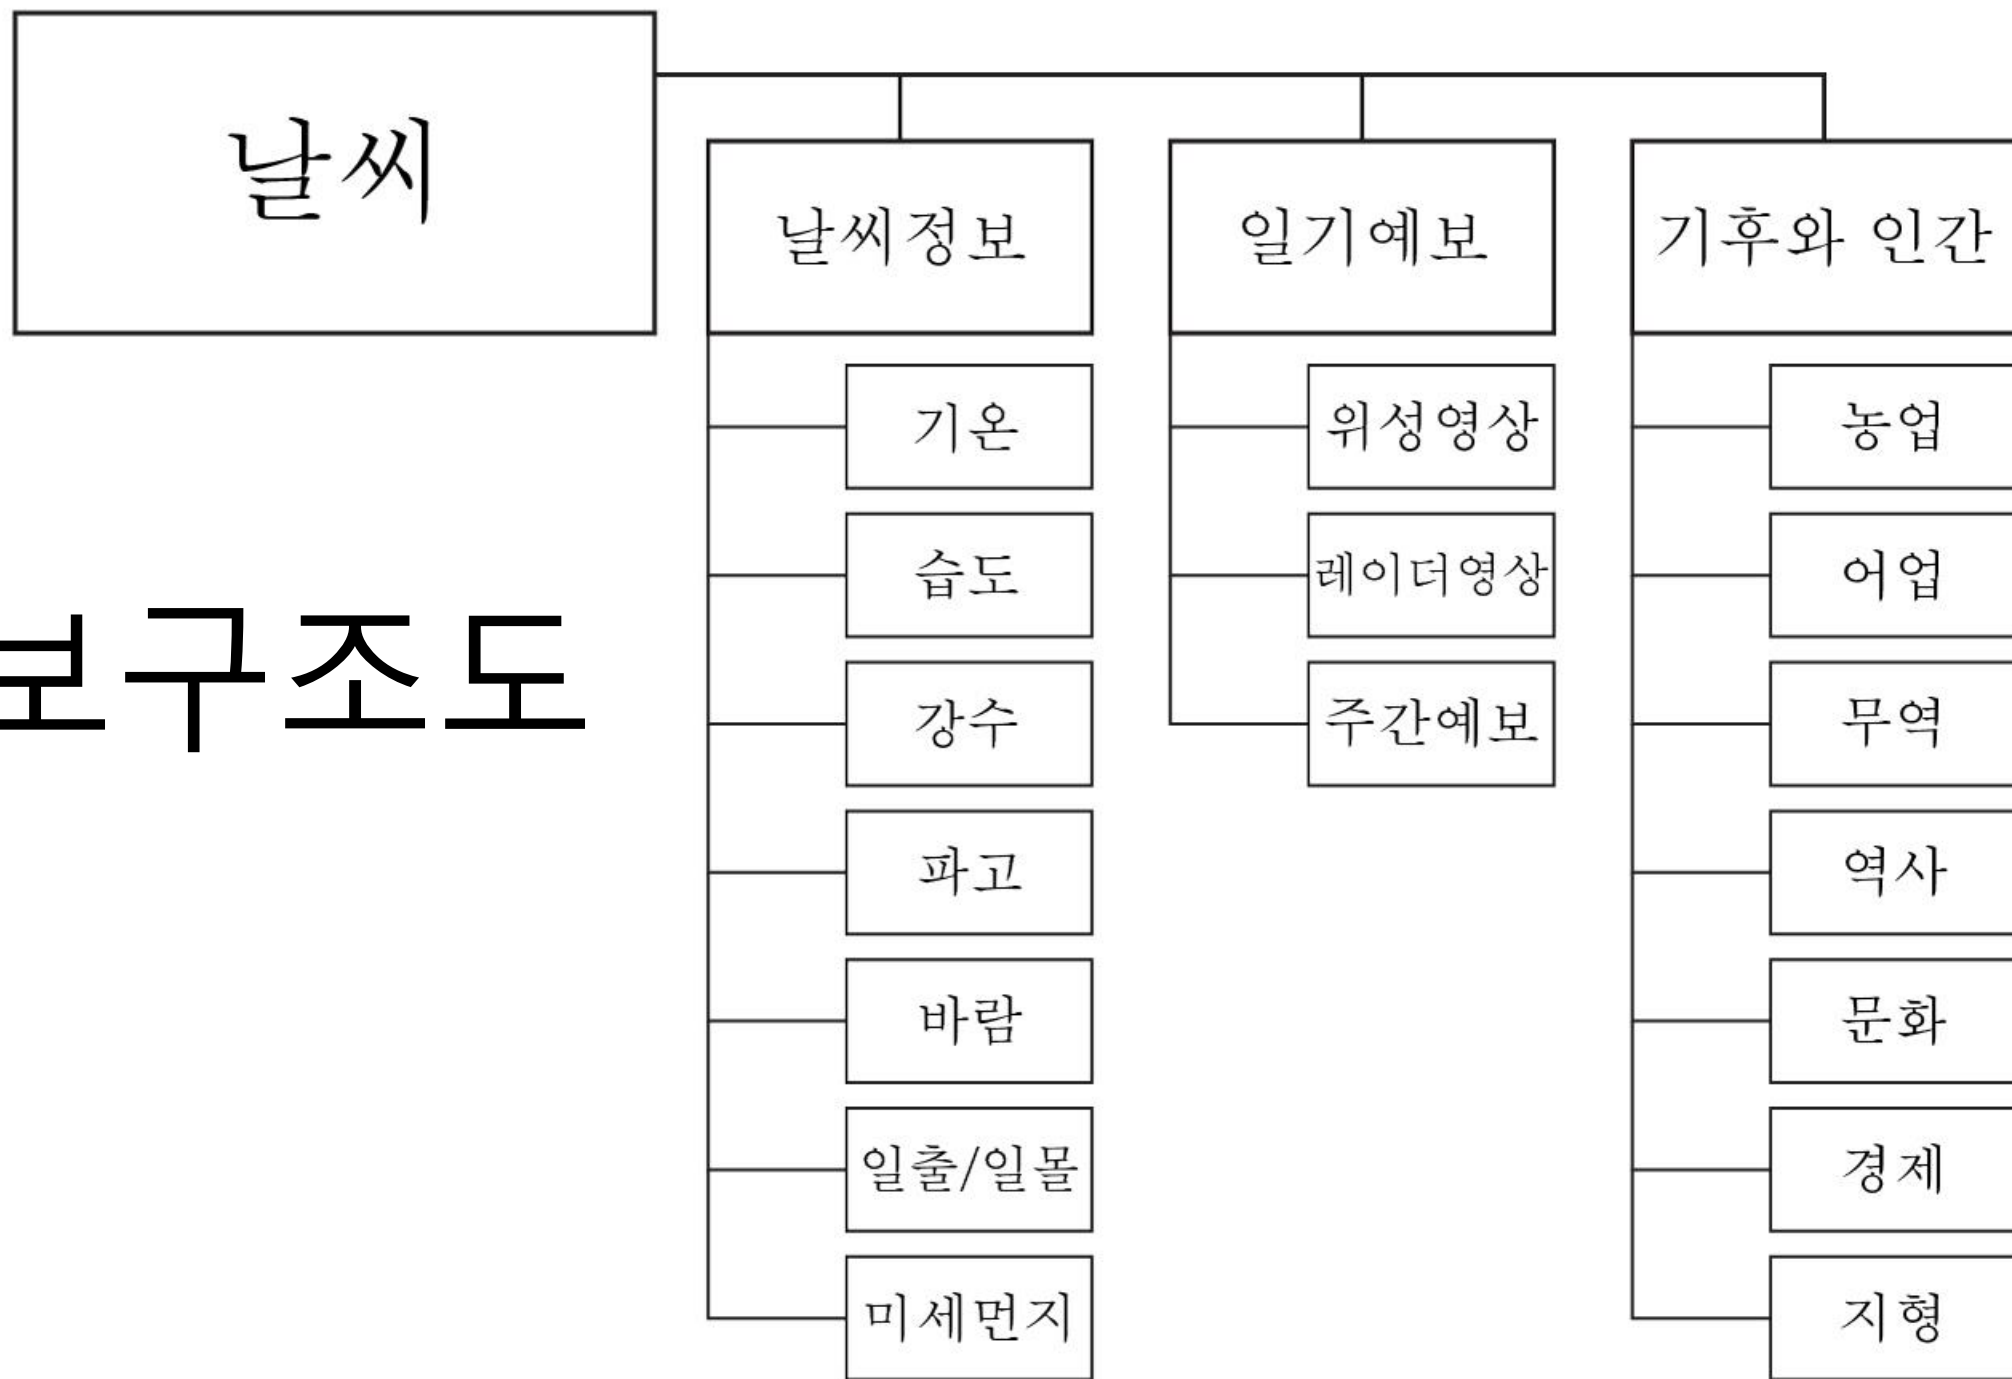 날씨
날씨정보
기온
습도
강수
파고
바람
일출/일몰
미세먼지
일기예보
위성영상
레이더영상
주간예보
기후와 인간
농업
어업
무역
역사
문화
경제
지형
보구조도